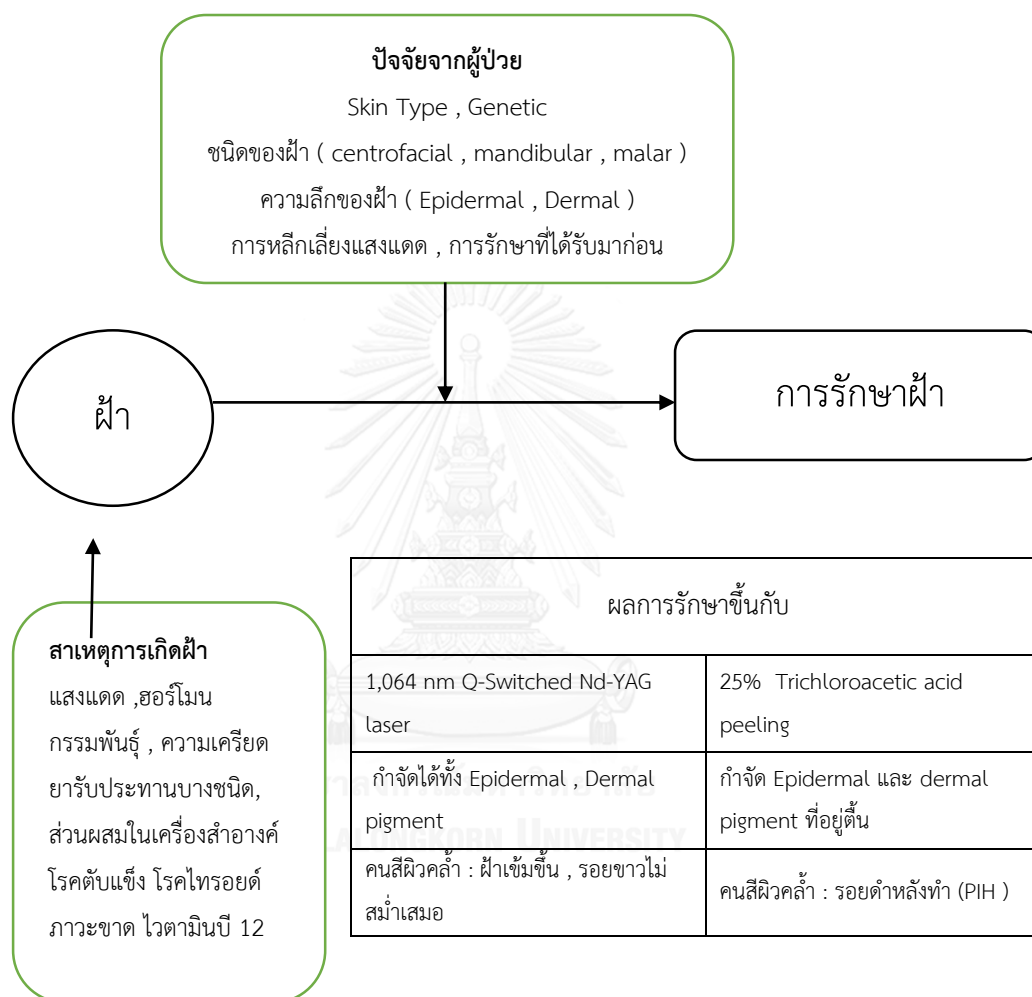 ปัจจัยจากผู้ป่วย
Skin Type , Genetic
ชนิดของฝ้า ( centrofacial , mandibular , malar )
ความลึกของฝ้า ( Epidermal , Dermal )
การหลีกเลี่ยงแสงแดด , การรักษาที่ได้รับมาก่อน
ฝ้า
การรักษาฝ้า
สาเหตุการเกิดฝ้า
แสงแดด ,ฮอร์โมน
กรรมพันธุ์ , ความเครียด
ยารับประทานบางชนิด,
ส่วนผสมในเครื่องสำอางค์
โรคตับแข็ง โรคไทรอยด์
ภาวะขาด ไวตามินบี 12
ผลการรักษาขึ้นกับ
1,064 nm Q-Switched Nd-YAG
laser
25% Trichloroacetic acid
peeling
กำจัดได้ทั้ง Epidermal , Dermal
pigment
กำจัด Epidermal และ dermal
pigment ที่อยู่ตื้น
คนสีผิวคล้ำ : ฝ้าเข้มขึ้น , รอยขาวไม่
สม่ำเสมอ
คนสีผิวคล้ำ : รอยดำหลังทำ (PIH )